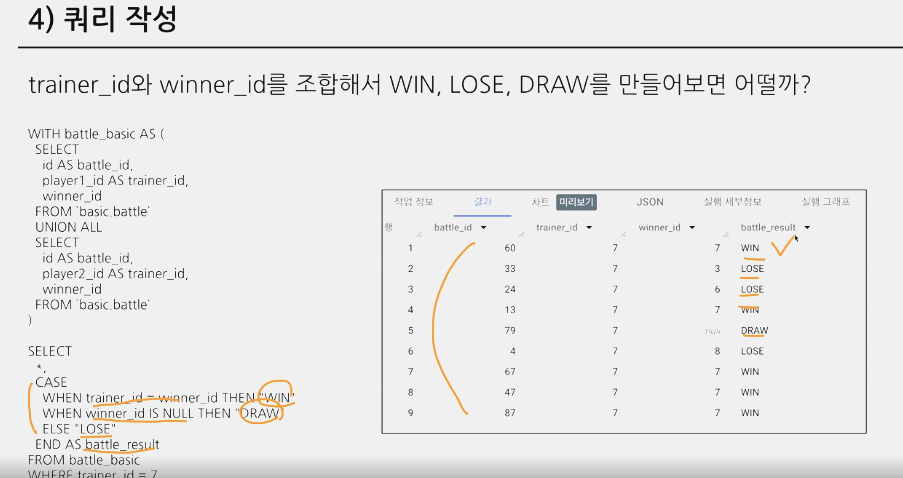 4) 쿼리 작성
trainer_id와 winner_id를 조합해서 WIN, LOSE, DRAW를 만들어보면 어떨까?
WITH battle_basic AS (
SELECT
id AS battle_id,
player1_id AS trainer_id,
winner_id
FROM `basic.battle`
UNION ALL
SELECT
id AS battle_id,
player2_id AS trainer_id,
winner_id
FROM `basic.battle`
)
SELECT
*,
CASE
WHEN trainer_id = winner_id THEN "WIN"
WHEN winner_id IS NULL THEN "DRAW"
ELSE "LOSE"
END AS battle_result
FROM battle_basic
WHERE trainer_id = 7
작업 정보 결과 차트 미리보기 JSON 실행 세부정보 실행 그래프
행 battle_id trainer_id winner_id battle_result
1 60 7 7 WIN
2 33 7 3 LOSE
3 24 7 6 LOSE
4 13 7 7 WIN
5 79 7 null DRAW
6 4 7 8 LOSE
7 67 7 7 WIN
8 47 7 7 WIN
9 87 7 7 WIN